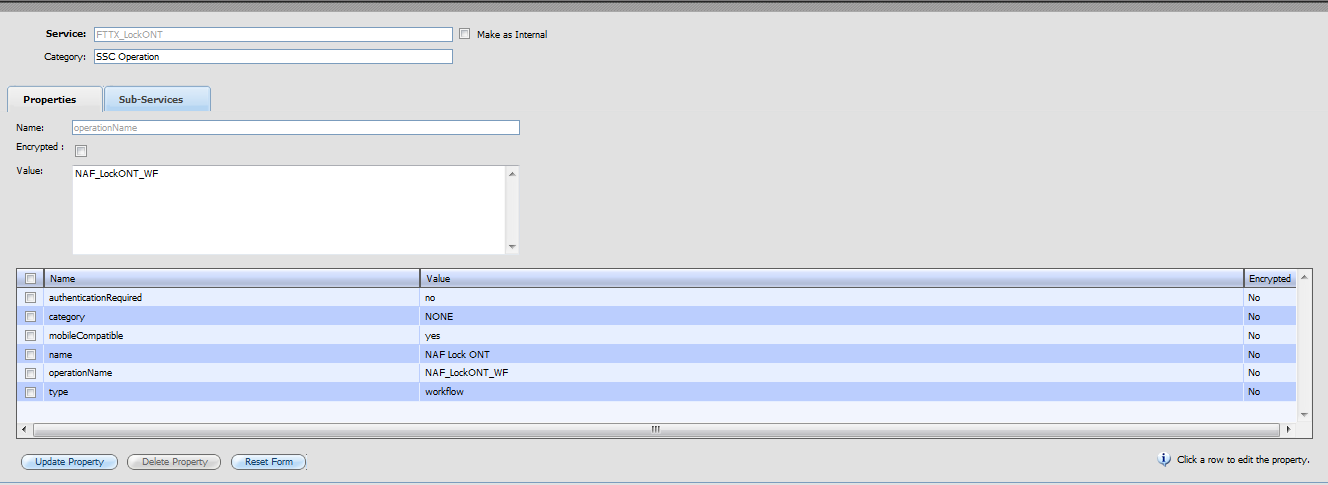 Service: FTTX_LockONT Make as Internal
Category: SSC Operation
Properties Sub-Services
Name: operationName
Encrypted :
Value: NAF_LockONT_WF
Name Value Encrypted
authenticationRequired no No
category NONE No
mobileCompatible yes No
name NAF Lock ONT No
operationName NAF_LockONT_WF No
type workflow No
Update Property Delete Property Reset Form Click a row to edit the property.